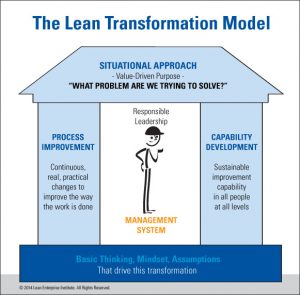 The Lean Transformation Model
SITUATIONAL APPROACH
- Value-Driven Purpose -
"WHAT PROBLEM ARE WE TRYING TO SOLVE?"
PROCESS
IMPROVEMENT
Continuous,
real, practical
changes to
improve the way
the work is done
Responsible
Leadership
MANAGEMENT
SYSTEM
CAPABILITY
DEVELOPMENT
Sustainable
improvement
capability
in all people
at all levels
Basic Thinking, Mindset, Assumptions
That drive this transformation
© 2014 Lean Enterprise Institute. All Rights Reserved.